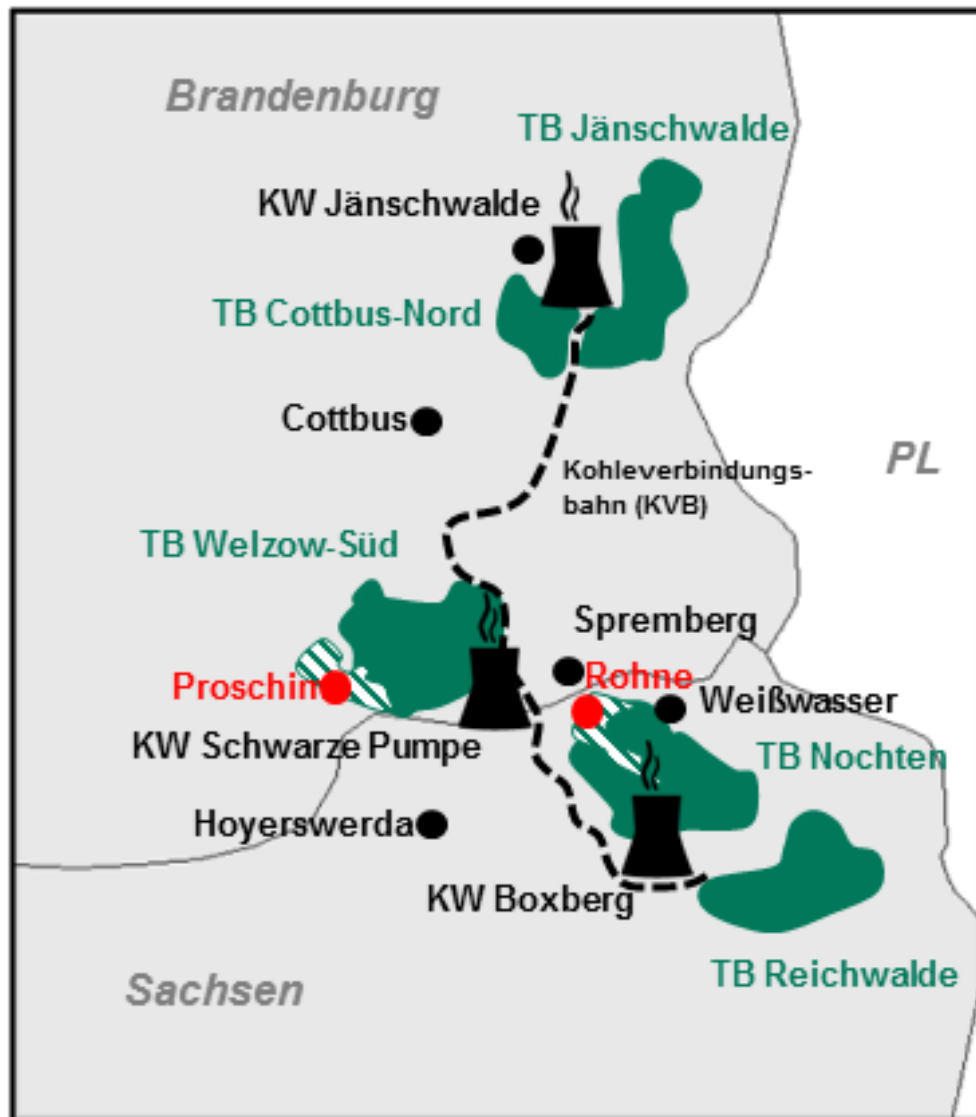 Brandenburg
TB Jänschwalde
KW Jänschwalde
TB Cottbus-Nord
Cottbus
PL
Kohleverbindungs-
bahn (KVB)
TB Welzow-Süd
Spremberg
Rohne
Proschim
Weißwasser
KW Schwarze Pumpe
TB Nochten
Hoyerswerda
KW Boxberg
TB Reichwalde
Sachsen